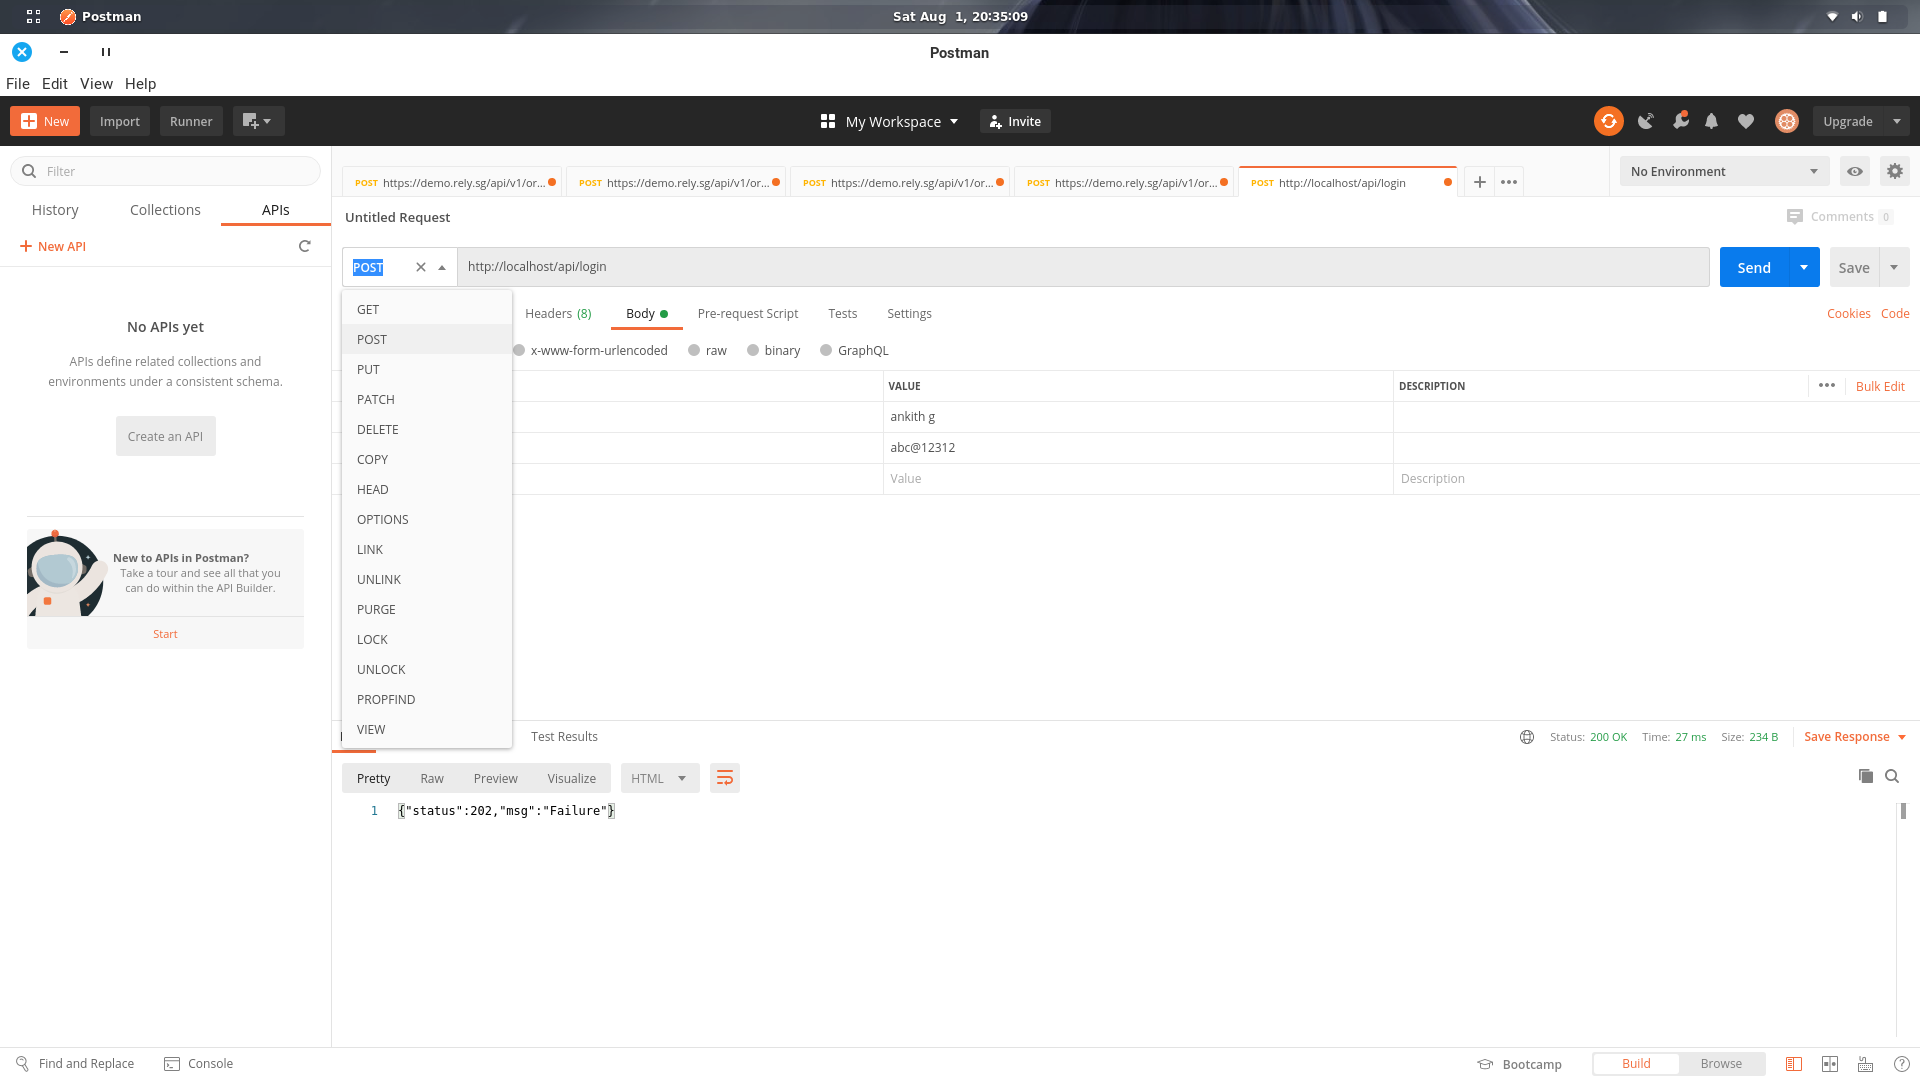 Postman
Sat Aug 1, 20:35:09
Postman
File Edit View Help
New Import Runner
My Workspace
Invite
Upgrade
Filter
POST https://demo.rely.sg/api/v1/or...
POST https://demo.rely.sg/api/v1/or...
POST https://demo.rely.sg/api/v1/or...
POST https://demo.rely.sg/api/v1/or...
POST http://localhost/api/login
No Environment
History Collections APIs
Untitled Request
Comments 0
New API
POST
http://localhost/api/login
Send
Save
GET
POST
PUT
PATCH
DELETE
COPY
HEAD
OPTIONS
LINK
UNLINK
PURGE
LOCK
UNLOCK
PROPFIND
VIEW
Headers (8) Body Pre-request Script Tests Settings
Cookies Code
x-www-form-urlencoded raw binary GraphQL
VALUE DESCRIPTION Bulk Edit
ankith g
abc@12312
Value Description
No APIs yet
APIs define related collections and
environments under a consistent schema.
Create an API
New to APIs in Postman?
Take a tour and see all that you
can do within the API Builder.
Start
Test Results
Status: 200 OK Time: 27 ms Size: 234 B Save Response
Pretty Raw Preview Visualize HTML
1 {"status":202,"msg":"Failure"}
Find and Replace Console
Bootcamp Build Browse